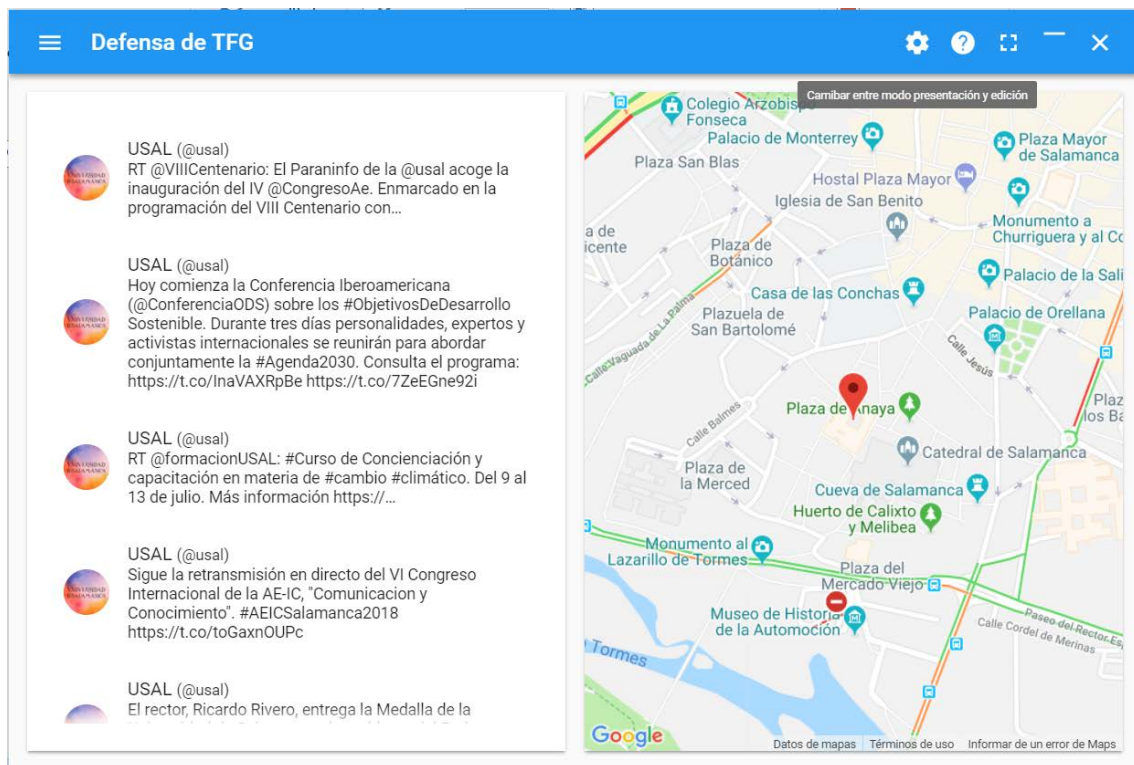 Defensa de TFG
Camibar entre modo presentación y edición
USAL (@usal)
RT @VIIICentenario: El Paraninfo de la @usal acoge la
inauguración del IV @CongresoAe. Enmarcado en la
programación del VIII Centenario con...
USAL (@usal)
Hoy comienza la Conferencia Iberoamericana
(@ConferenciaODS) sobre los #ObjetivosDeDesarrollo
Sostenible. Durante tres días personalidades, expertos y
activistas internacionales se reunirán para abordar
conjuntamente la #Agenda2030. Consulta el programa:
https://t.co/InaVAXRpBe https://t.co/7ZeEGne92i
USAL (@usal)
RT @formacionUSAL: #Curso de Concienciación y
capacitación en materia de #cambio #climático. Del 9 al
13 de julio. Más información https://...
USAL (@usal)
Sigue la retransmisión en directo del VI Congreso
Internacional de la AE-IC, "Comunicacion y
Conocimiento". #AEICSalamanca2018
https://t.co/toGaxnOUPc
USAL (@usal)
El rector, Ricardo Rivero, entrega la Medalla de la
Colegio Arzobispo
Fonseca
Palacio de Monterrey
Plaza Mayor
de Salamanca
Plaza San Blas
Hostal Plaza Mayor
Iglesia de San Benito
Monumento a
Churriguera y al Co
a de
icente
Plaza de
Botánico
Palacio de la Sali
Casa de las Conchas
Palacio de Orellana
Plazuela de
San Bartolomé
Calle Vaguada de La Palma
Calle Jesús
Plaza de Anaya
Plaz
los Ba
Calle Balmes
Catedral de Salamanca
Plaza de
la Merced
Cueva de Salamanca
Huerto de Calixto
y Melibea
Monumento al
Lazarillo de Tormes
Plaza del
Mercado Viejo
Museo de Historia
de la Automoción
Paseo del Rector Es
Calle Cordel de Merinas
Tormes
Google
Datos de mapas
Términos de uso
Informar de un error de Maps